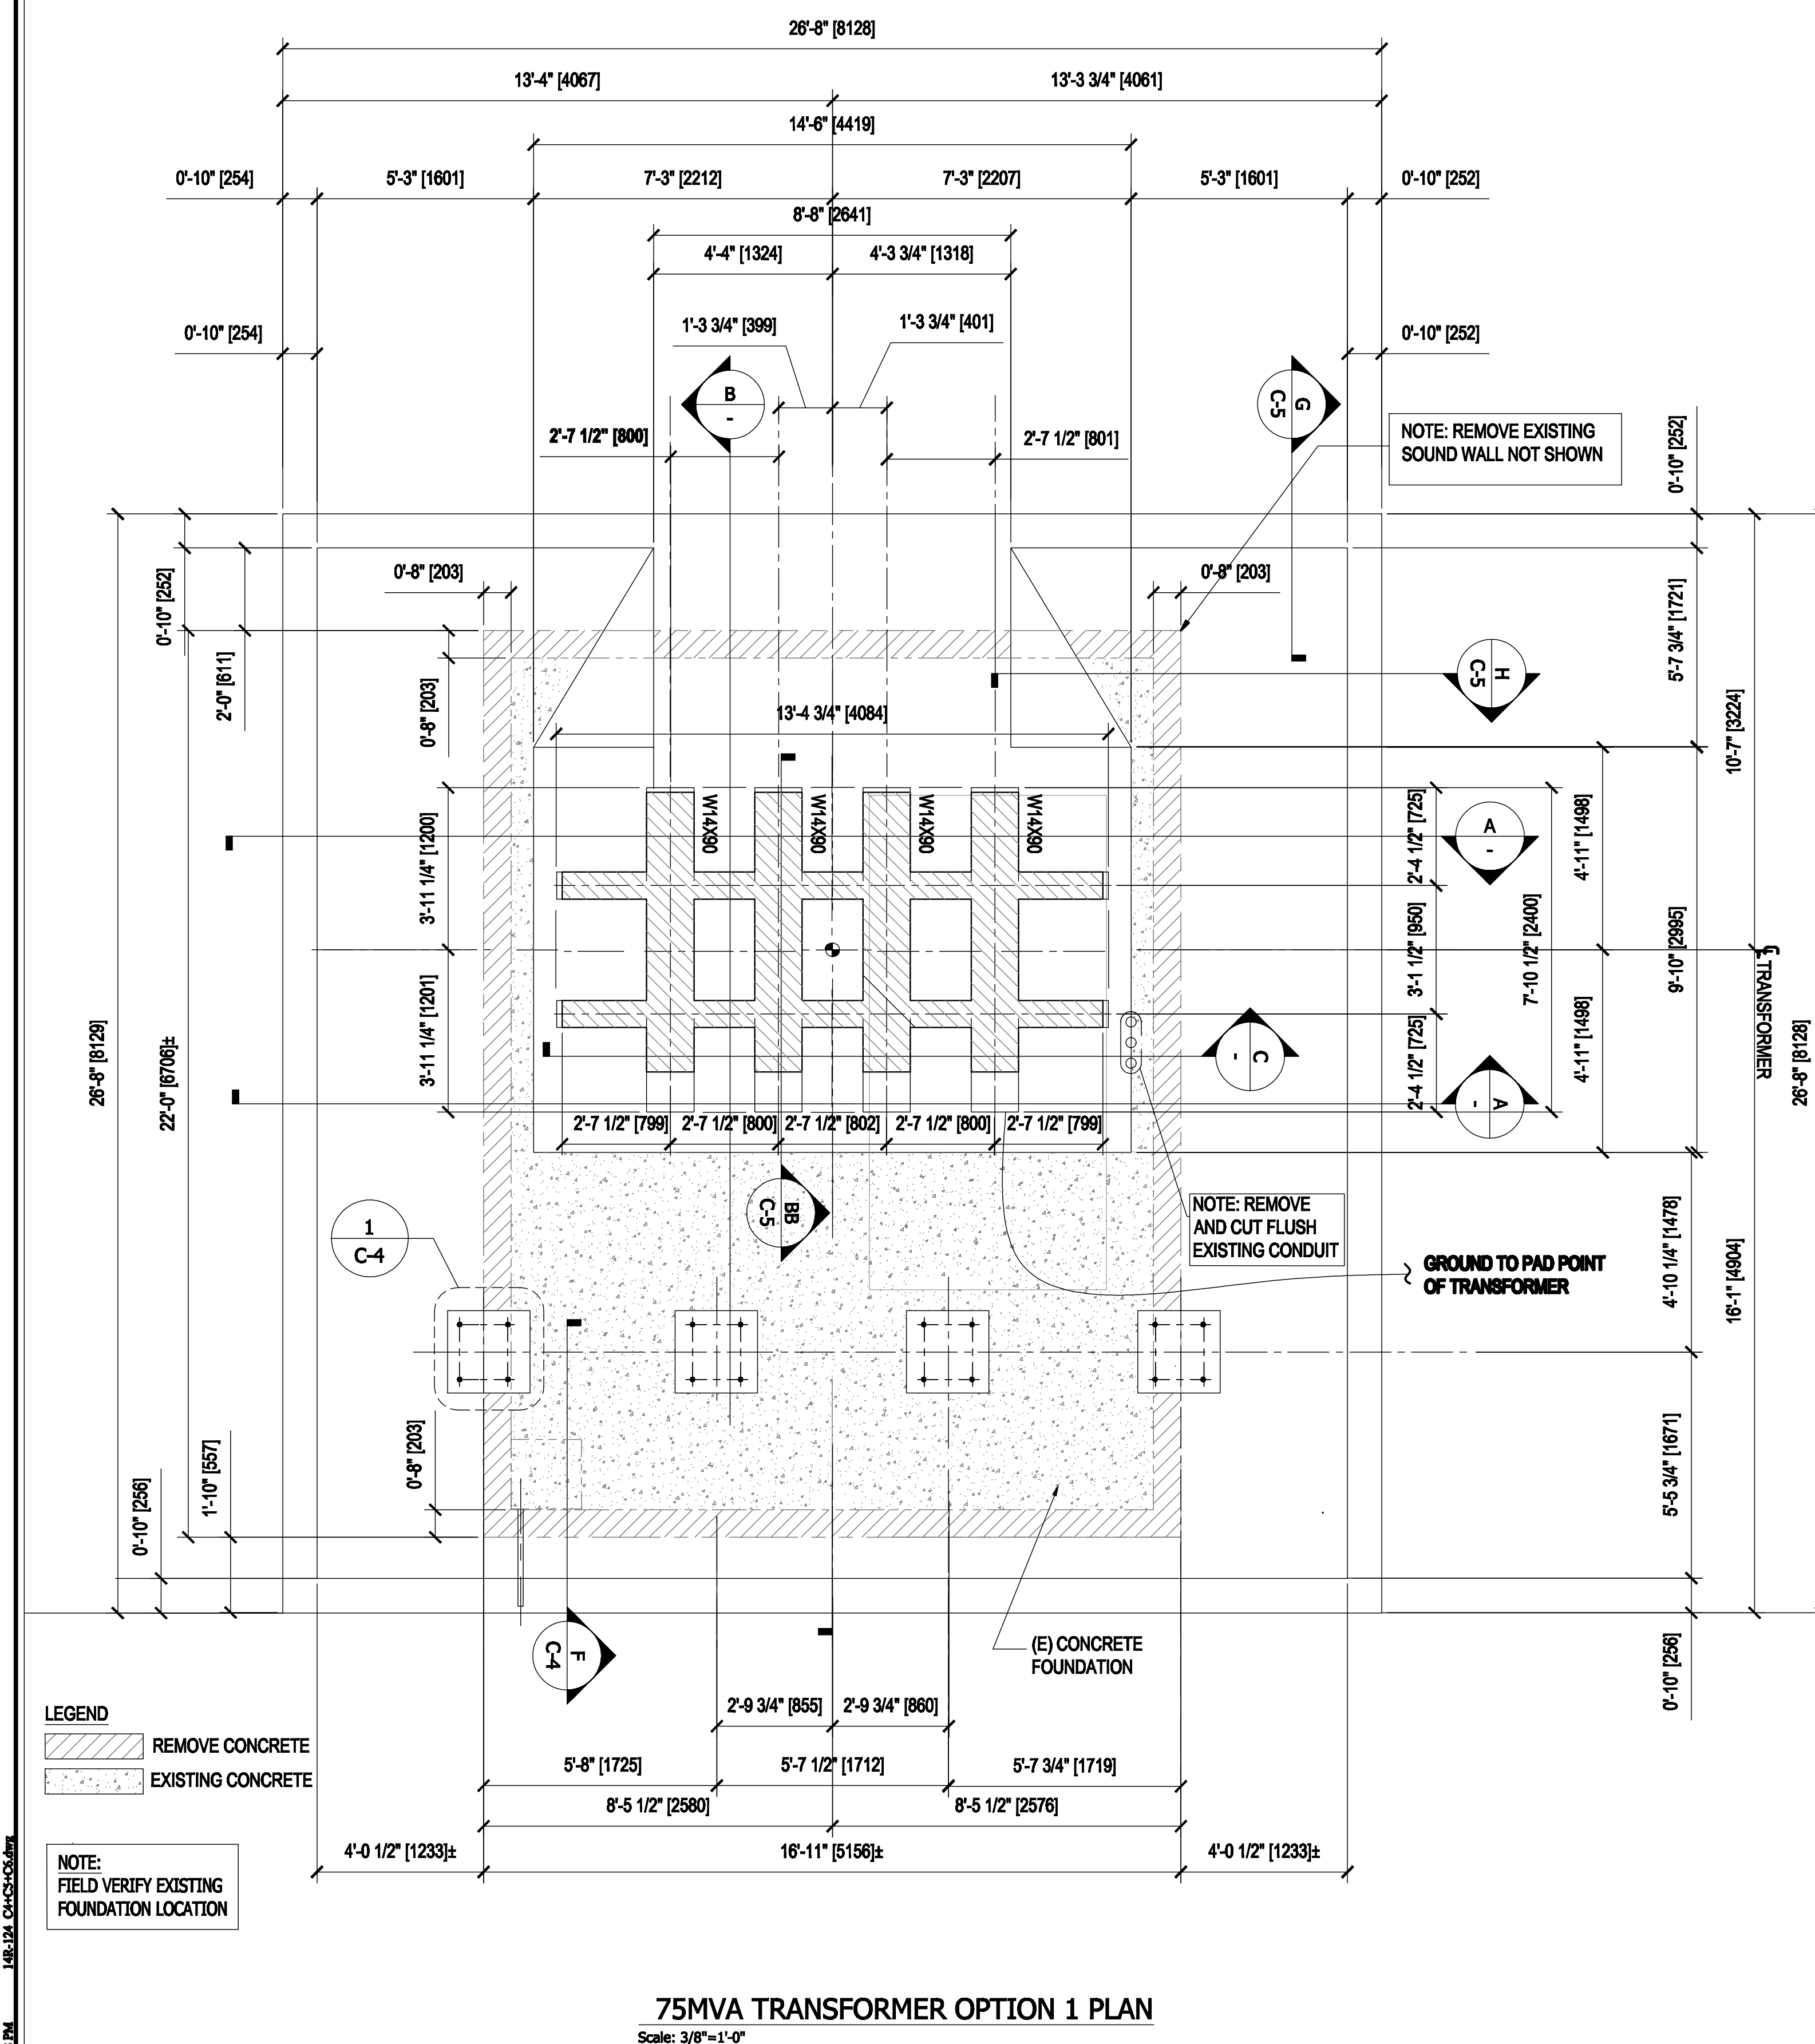 26'-8" [8128]
13'-4" [4067]
13'-3 3/4" [4061]
14'-6" [4419]
0'-10" [254]
5'-3" [1601]
7'-3" [2212]
7'-3" [2207]
5'-3" [1601]
0'-10" [252]
8'-8" [2641]
4'-4" [1324]
4'-3 3/4" [1318]
0'-10" [254]
1'-3 3/4" [399]
1'-3 3/4" [401]
0'-10" [252]
B
-
G
C-5
2'-7 1/2" [800]
2'-7 1/2" [801]
NOTE: REMOVE EXISTING
SOUND WALL NOT SHOWN
0'-10" [252]
0'-10" [252]
0'-8" [203]
0'-8" [203]
5'-7 3/4" [1721]
2'-0" [611]
0'-8" [203]
H
C-5
13'-4 3/4" [4084]
10'-7" [3224]
W14X90
W14X90
W14X90
W14X90
3'-11 1/4" [1200]
2'-4 1/2" [725]
A
-
4'-11" [1498]
3'-1 1/2" [950]
7'-10 1/2" [2400]
9'-10" [2995]
℄ TRANSFORMER
26'-8" [8129]
22'-0" [6706]±
3'-11 1/4" [1201]
C
-
2'-4 1/2" [725]
4'-11" [1498]
26'-8" [8128]
A
-
2'-7 1/2" [799]
2'-7 1/2" [800]
2'-7 1/2" [802]
2'-7 1/2" [800]
2'-7 1/2" [799]
BB
C-5
1
C-4
NOTE: REMOVE
AND CUT FLUSH
EXISTING CONDUIT
GROUND TO PAD POINT
OF TRANSFORMER
4'-10 1/4" [1478]
16'-1" [4904]
0'-8" [203]
1'-10" [557]
0'-10" [256]
5'-5 3/4" [1671]
(E) CONCRETE
FOUNDATION
F
C-4
0'-10" [256]
LEGEND
REMOVE CONCRETE
EXISTING CONCRETE
2'-9 3/4" [855]
2'-9 3/4" [860]
5'-8" [1725]
5'-7 1/2" [1712]
5'-7 3/4" [1719]
8'-5 1/2" [2580]
8'-5 1/2" [2576]
4'-0 1/2" [1233]±
16'-11" [5156]±
4'-0 1/2" [1233]±
NOTE:
FIELD VERIFY EXISTING
FOUNDATION LOCATION
14R-124 C4+C5+C6.dwg
PM
75MVA TRANSFORMER OPTION 1 PLAN
Scale: 3/8"=1'-0"